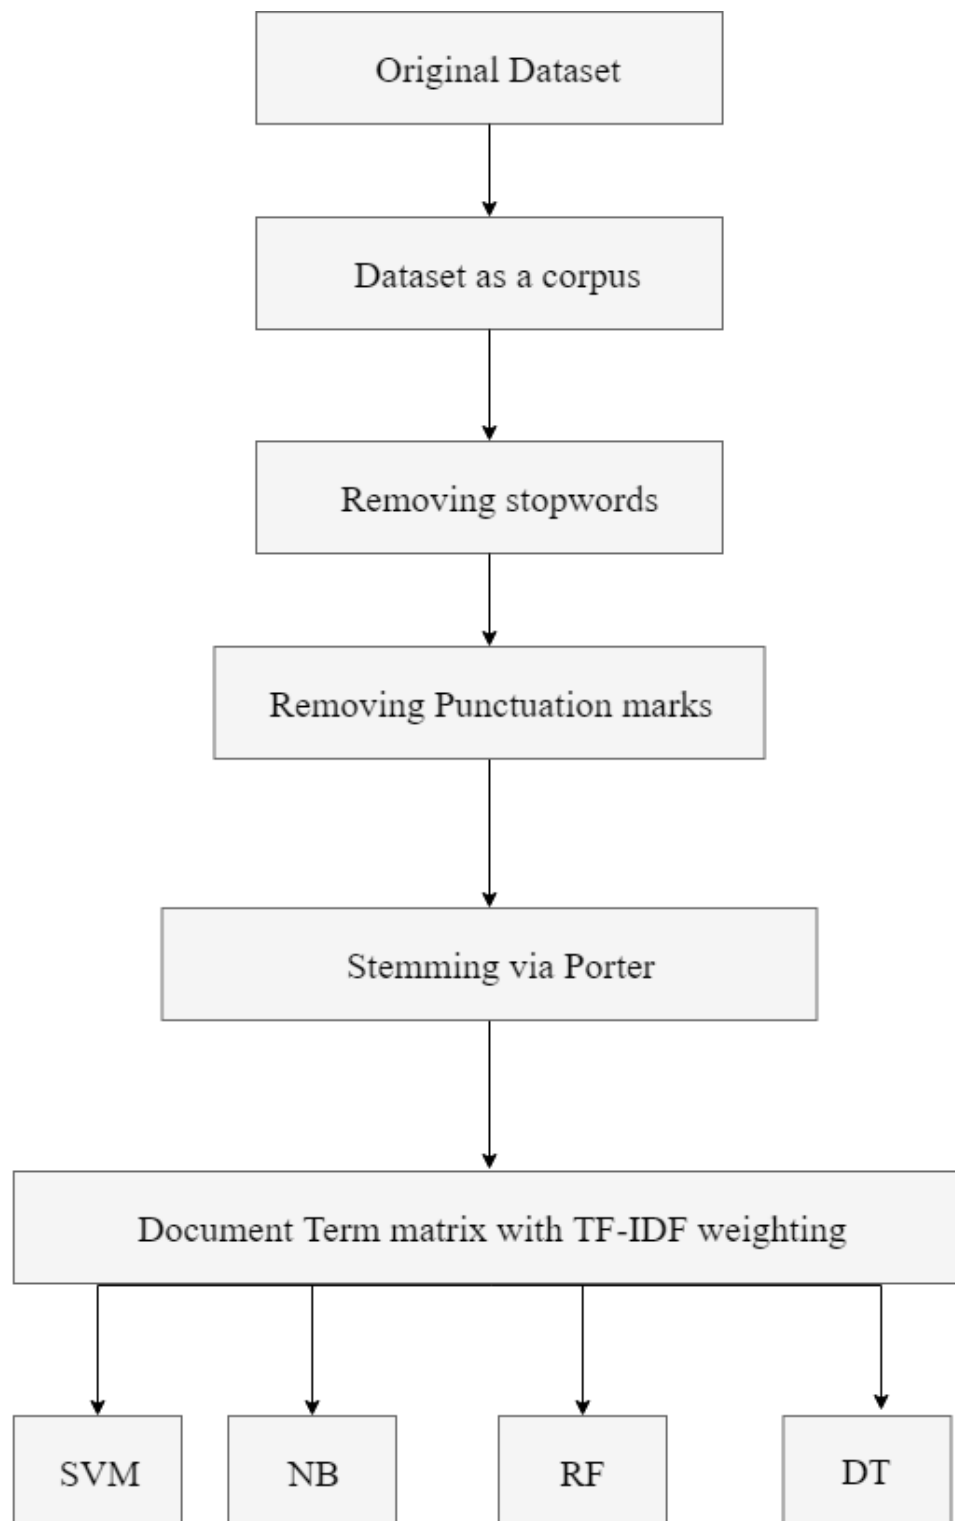 Original Dataset
Dataset as a corpus
Removing stopwords
Removing Punctuation marks
Stemming via Porter
Document Term matrix with TF-IDF weighting
SVM
NB
RF
DT